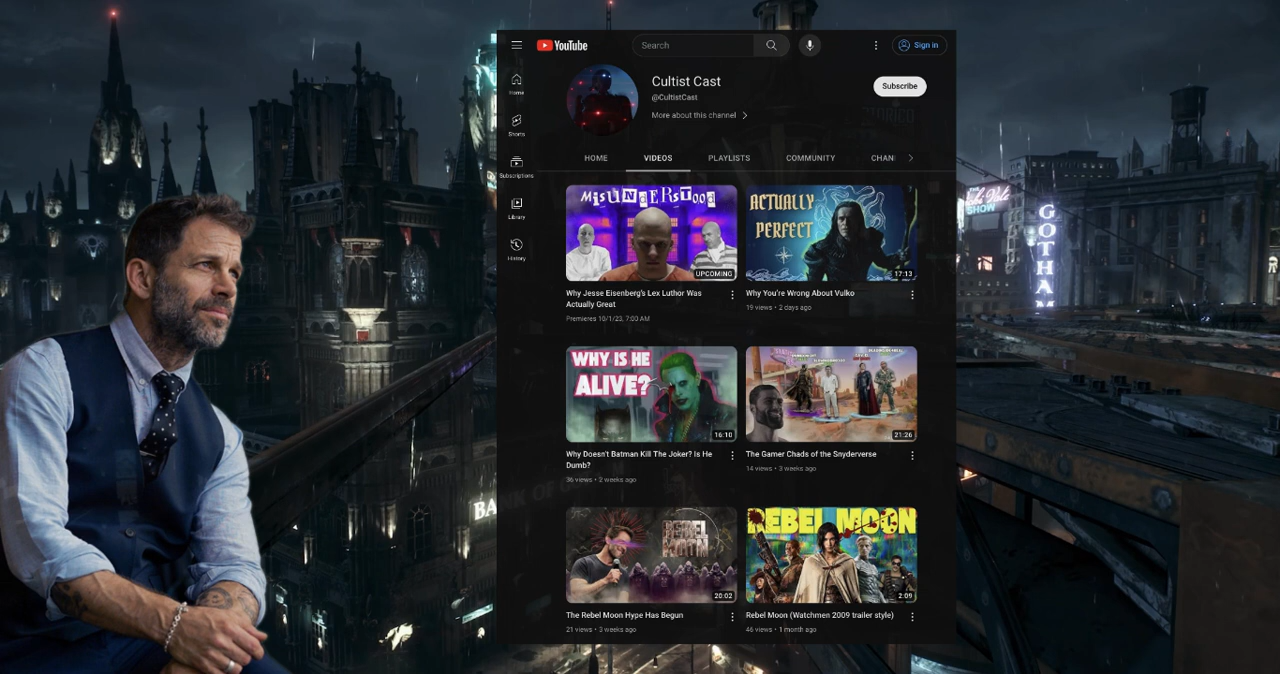 YouTube
Search
Sign in
Cultist Cast
@CultistCast
More about this channel
Subscribe
Home
Shorts
Subscriptions
Library
History
HOME
VIDEOS
PLAYLISTS
COMMUNITY
CHAN
MISUNDERSTOOD
UPCOMING
Why Jesse Eisenberg's Lex Luthor Was
Actually Great
Premieres 10/1/23, 7:00 AM
ACTUALLY
PERFECT
17:13
Why You're Wrong About Vulko
19 views • 2 days ago
WHY IS HE
ALIVE?
16:10
Why Doesn't Batman Kill The Joker? Is He
Dumb?
36 views • 2 weeks ago
21:26
The Gamer Chads of the Snyderverse
14 views • 3 weeks ago
REBEL
MOON
20:02
The Rebel Moon Hype Has Begun
21 views • 3 weeks ago
REBEL MOON
2:09
Rebel Moon (Watchmen 2009 trailer style)
46 views • 1 month ago
THE
SHOW
GOTHAM
BANK OF